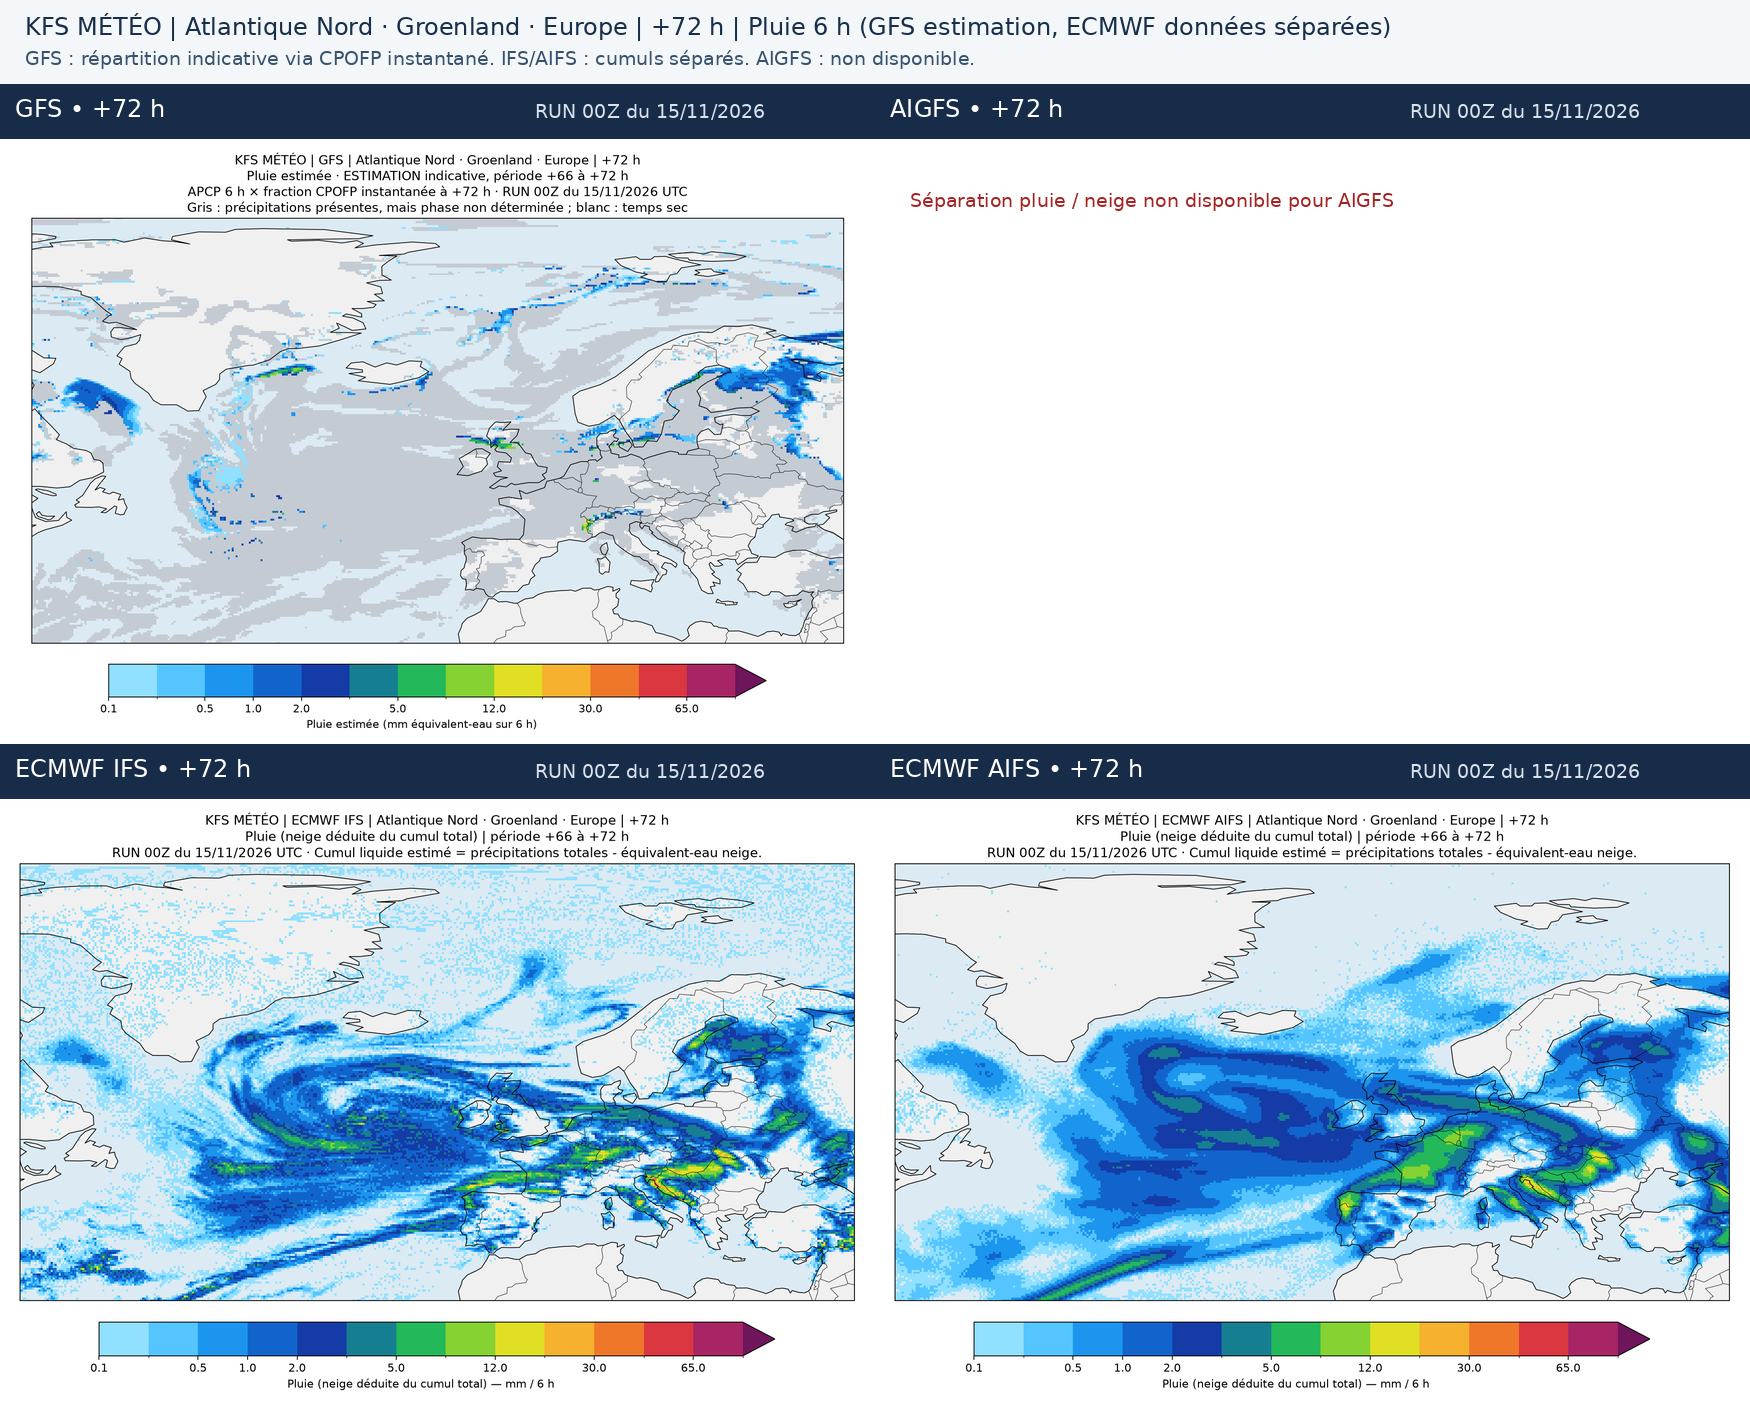 KFS MÉTÉO | Atlantique Nord · Groenland · Europe | +72 h | Pluie 6 h (GFS estimation, ECMWF données séparées)
GFS : répartition indicative via CPOFP instantané. IFS/AIFS : cumuls séparés. AIGFS : non disponible.
GFS • +72 h
RUN 00Z du 15/11/2026
AIGFS • +72 h
RUN 00Z du 15/11/2026
KFS MÉTÉO | GFS | Atlantique Nord · Groenland · Europe | +72 h
Pluie estimée · ESTIMATION indicative, période +66 à +72 h
APCP 6 h × fraction CPOFP instantanée à +72 h · RUN 00Z du 15/11/2026 UTC
Gris : précipitations présentes, mais phase non déterminée ; blanc : temps sec
Séparation pluie / neige non disponible pour AIGFS
0.1 0.5 1.0 2.0 5.0 12.0 30.0 65.0
Pluie estimée (mm équivalent-eau sur 6 h)
ECMWF IFS • +72 h
RUN 00Z du 15/11/2026
ECMWF AIFS • +72 h
RUN 00Z du 15/11/2026
KFS MÉTÉO | ECMWF IFS | Atlantique Nord · Groenland · Europe | +72 h
Pluie (neige déduite du cumul total) | période +66 à +72 h
RUN 00Z du 15/11/2026 UTC · Cumul liquide estimé = précipitations totales - équivalent-eau neige.
KFS MÉTÉO | ECMWF AIFS | Atlantique Nord · Groenland · Europe | +72 h
Pluie (neige déduite du cumul total) | période +66 à +72 h
RUN 00Z du 15/11/2026 UTC · Cumul liquide estimé = précipitations totales - équivalent-eau neige.
0.1 0.5 1.0 2.0 5.0 12.0 30.0 65.0
Pluie (neige déduite du cumul total) — mm / 6 h
0.1 0.5 1.0 2.0 5.0 12.0 30.0 65.0
Pluie (neige déduite du cumul total) — mm / 6 h